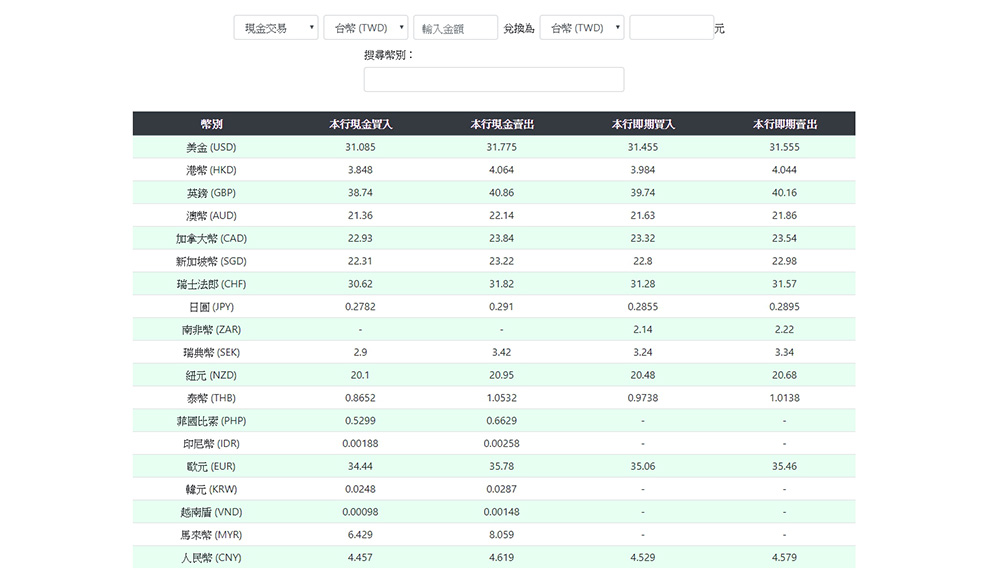 現金交易 台幣 (TWD) 輸入金額 兌換為 台幣 (TWD) 元
搜尋幣別：
幣別 本行現金買入 本行現金賣出 本行即期買入 本行即期賣出
美金 (USD) 31.085 31.775 31.455 31.555
港幣 (HKD) 3.848 4.064 3.984 4.044
英鎊 (GBP) 38.74 40.86 39.74 40.16
澳幣 (AUD) 21.36 22.14 21.63 21.86
加拿大幣 (CAD) 22.93 23.84 23.32 23.54
新加坡幣 (SGD) 22.31 23.22 22.8 22.98
瑞士法郎 (CHF) 30.62 31.82 31.28 31.57
日圓 (JPY) 0.2782 0.291 0.2855 0.2895
南非幣 (ZAR) - - 2.14 2.22
瑞典幣 (SEK) 2.9 3.42 3.24 3.34
紐元 (NZD) 20.1 20.95 20.48 20.68
泰幣 (THB) 0.8652 1.0532 0.9738 1.0138
菲國比索 (PHP) 0.5299 0.6629 - -
印尼幣 (IDR) 0.00188 0.00258 - -
歐元 (EUR) 34.44 35.78 35.06 35.46
韓元 (KRW) 0.0248 0.0287 - -
越南盾 (VND) 0.00098 0.00148 - -
馬來幣 (MYR) 6.429 8.059 - -
人民幣 (CNY) 4.457 4.619 4.529 4.579